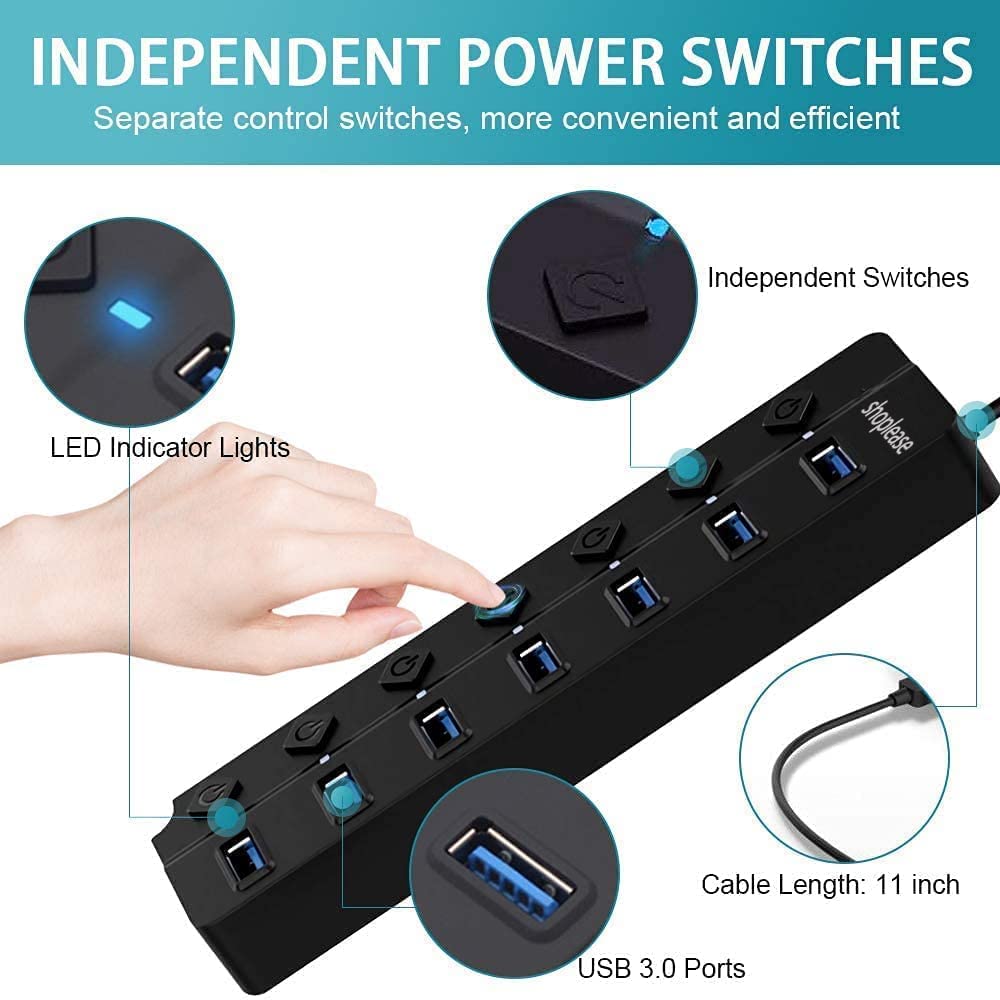 INDEPENDENT POWER SWITCHES
Separate control switches, more convenient and efficient
Independent Switches
LED Indicator Lights
shoplease
Cable Length: 11 inch
USB 3.0 Ports